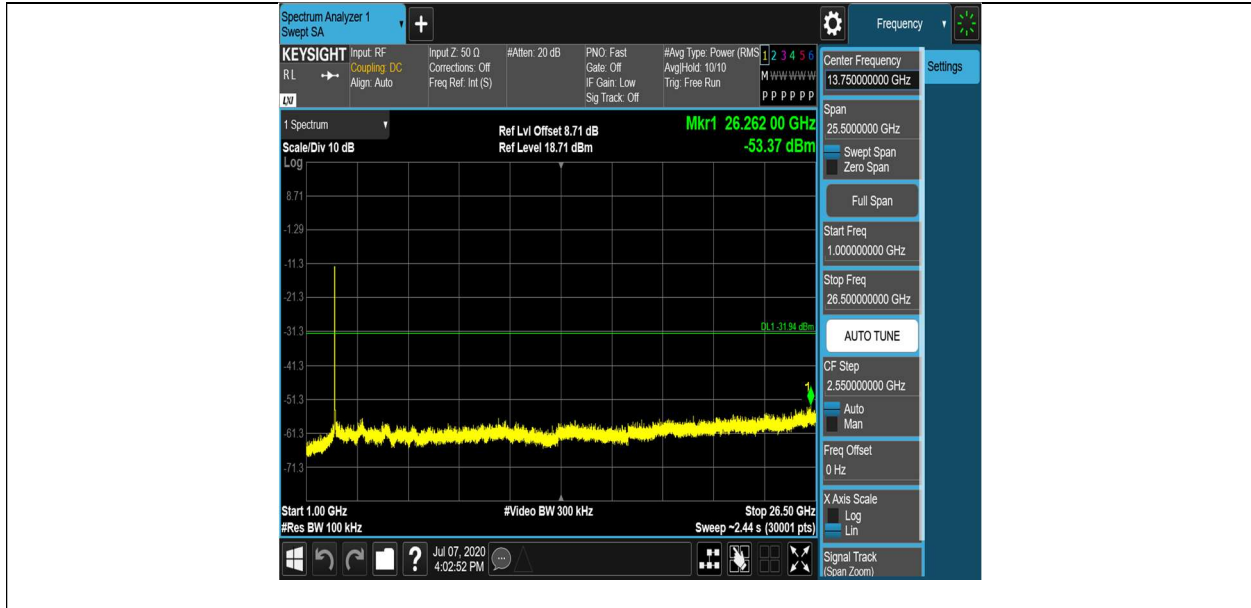 Spectrum Analyzer 1
Swept SA
+
Frequency
KEYSIGHT
RL
LXI
Input: RF
Coupling: DC
Align: Auto
Input Z: 50 Ω
Corrections: Off
Freq Ref: Int (S)
#Atten: 20 dB
PNO: Fast
Gate: Off
IF Gain: Low
Sig Track: Off
#Avg Type: Power (RMS
Avg|Hold: 10/10
Trig: Free Run
1 2 3 4 5 6
M W W W W W
P P P P P P
Center Frequency
13.750000000 GHz
Settings
Span
25.5000000 GHz
Swept Span
Zero Span
Full Span
Start Freq
1.000000000 GHz
Stop Freq
26.500000000 GHz
AUTO TUNE
CF Step
2.550000000 GHz
Auto
Man
Freq Offset
0 Hz
X Axis Scale
Log
Lin
Signal Track
(Span Zoom)
1 Spectrum
Scale/Div 10 dB
Ref Lvl Offset 8.71 dB
Ref Level 18.71 dBm
Mkr1 26.262 00 GHz
-53.37 dBm
Log
8.71
-1.29
-11.3
-21.3
-31.3
DL1 -31.94 dBm
-41.3
-51.3
1
-61.3
-71.3
Start 1.00 GHz
#Video BW 300 kHz
Stop 26.50 GHz
#Res BW 100 kHz
Sweep ~2.44 s (30001 pts)
?
Jul 07, 2020
4:02:52 PM